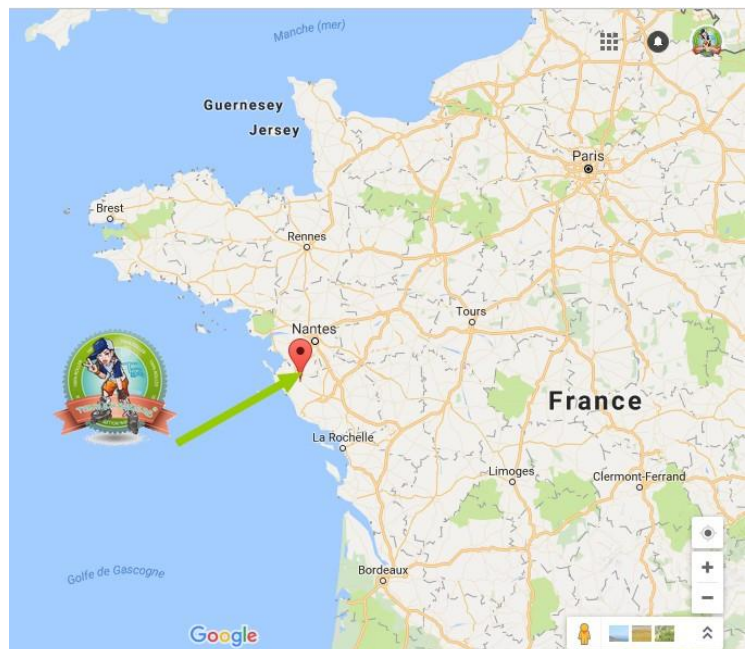 Manche (mer)
Guernesey
Jersey
Paris
Brest
Rennes
Tours
Nantes
France
La Rochelle
Limoges
Clermont-Ferrand
Golfe de Gascogne
Bordeaux
Google